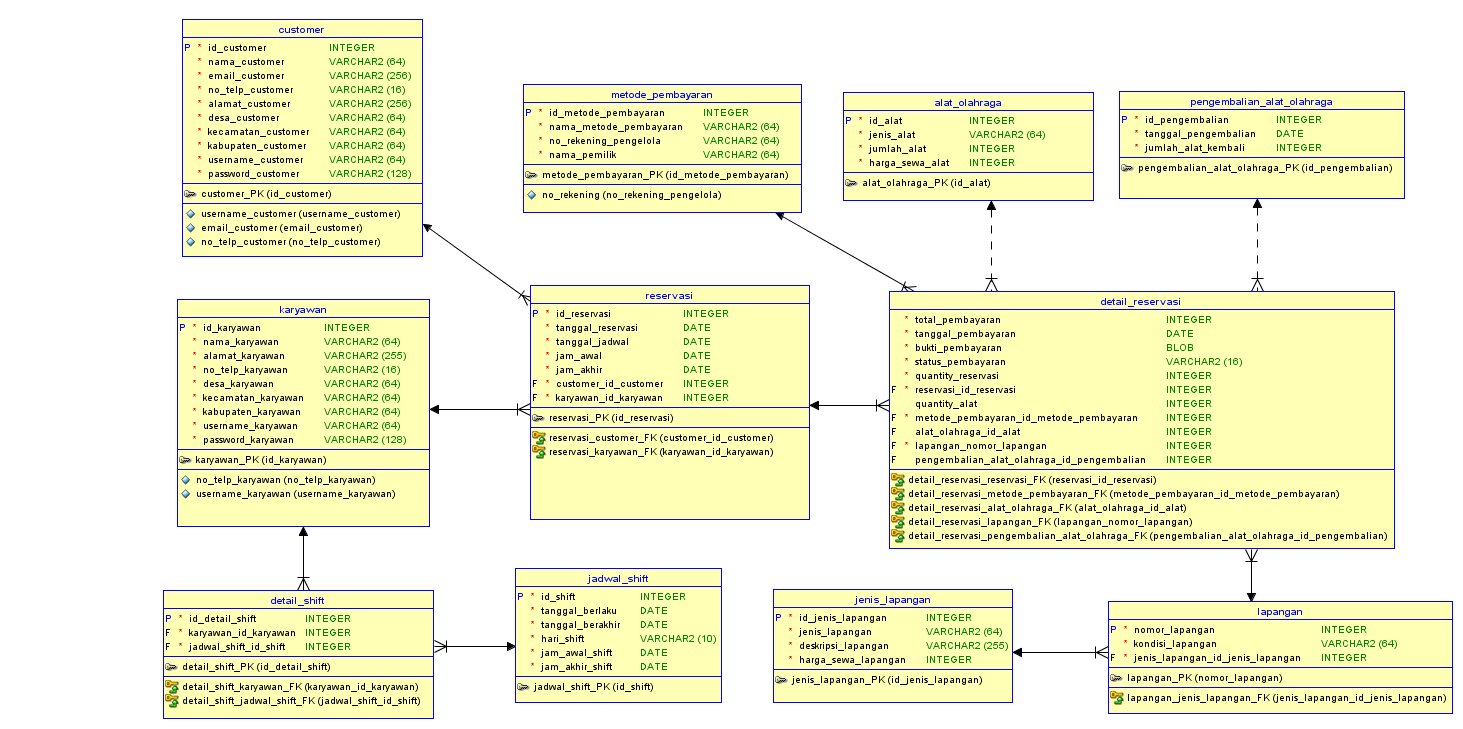 customer
P * id_customer INTEGER
* nama_customer VARCHAR2 (64)
* email_customer VARCHAR2 (256)
* no_telp_customer VARCHAR2 (16)
* alamat_customer VARCHAR2 (256)
* desa_customer VARCHAR2 (64)
* kecamatan_customer VARCHAR2 (64)
* kabupaten_customer VARCHAR2 (64)
* username_customer VARCHAR2 (64)
* password_customer VARCHAR2 (128)
customer_PK (id_customer)
username_customer (username_customer)
email_customer (email_customer)
no_telp_customer (no_telp_customer)
metode_pembayaran
P * id_metode_pembayaran INTEGER
* nama_metode_pembayaran VARCHAR2 (64)
* no_rekening_pengelola VARCHAR2 (64)
* nama_pemilik VARCHAR2 (64)
metode_pembayaran_PK (id_metode_pembayaran)
no_rekening (no_rekening_pengelola)
alat_olahraga
P * id_alat INTEGER
* jenis_alat VARCHAR2 (64)
* jumlah_alat INTEGER
* harga_sewa_alat INTEGER
alat_olahraga_PK (id_alat)
pengembalian_alat_olahraga
P * id_pengembalian INTEGER
* tanggal_pengembalian DATE
* jumlah_alat_kembali INTEGER
pengembalian_alat_olahraga_PK (id_pengembalian)
karyawan
P * id_karyawan INTEGER
* nama_karyawan VARCHAR2 (64)
* alamat_karyawan VARCHAR2 (255)
* no_telp_karyawan VARCHAR2 (16)
* desa_karyawan VARCHAR2 (64)
* kecamatan_karyawan VARCHAR2 (64)
* kabupaten_karyawan VARCHAR2 (64)
* username_karyawan VARCHAR2 (64)
* password_karyawan VARCHAR2 (128)
karyawan_PK (id_karyawan)
no_telp_karyawan (no_telp_karyawan)
username_karyawan (username_karyawan)
reservasi
P * id_reservasi INTEGER
* tanggal_reservasi DATE
* tanggal_jadwal DATE
* jam_awal DATE
* jam_akhir DATE
F * customer_id_customer INTEGER
F * karyawan_id_karyawan INTEGER
reservasi_PK (id_reservasi)
reservasi_customer_FK (customer_id_customer)
reservasi_karyawan_FK (karyawan_id_karyawan)
detail_reservasi
* total_pembayaran INTEGER
* tanggal_pembayaran DATE
* bukti_pembayaran BLOB
* status_pembayaran VARCHAR2 (16)
* quantity_reservasi INTEGER
F * reservasi_id_reservasi INTEGER
quantity_alat INTEGER
F * metode_pembayaran_id_metode_pembayaran INTEGER
F alat_olahraga_id_alat INTEGER
F * lapangan_nomor_lapangan INTEGER
F pengembalian_alat_olahraga_id_pengembalian INTEGER
detail_reservasi_reservasi_FK (reservasi_id_reservasi)
detail_reservasi_metode_pembayaran_FK (metode_pembayaran_id_metode_pembayaran)
detail_reservasi_alat_olahraga_FK (alat_olahraga_id_alat)
detail_reservasi_lapangan_FK (lapangan_nomor_lapangan)
detail_reservasi_pengembalian_alat_olahraga_FK (pengembalian_alat_olahraga_id_pengembalian)
detail_shift
P * id_detail_shift INTEGER
F * karyawan_id_karyawan INTEGER
F * jadwal_shift_id_shift INTEGER
detail_shift_PK (id_detail_shift)
detail_shift_karyawan_FK (karyawan_id_karyawan)
detail_shift_jadwal_shift_FK (jadwal_shift_id_shift)
jadwal_shift
P * id_shift INTEGER
* tanggal_berlaku DATE
* tanggal_berakhir DATE
* hari_shift VARCHAR2 (10)
* jam_awal_shift DATE
* jam_akhir_shift DATE
jadwal_shift_PK (id_shift)
jenis_lapangan
P * id_jenis_lapangan INTEGER
* jenis_lapangan VARCHAR2 (64)
* deskripsi_lapangan VARCHAR2 (255)
* harga_sewa_lapangan INTEGER
jenis_lapangan_PK (id_jenis_lapangan)
lapangan
P * nomor_lapangan INTEGER
* kondisi_lapangan VARCHAR2 (64)
F * jenis_lapangan_id_jenis_lapangan INTEGER
lapangan_PK (nomor_lapangan)
lapangan_jenis_lapangan_FK (jenis_lapangan_id_jenis_lapangan)